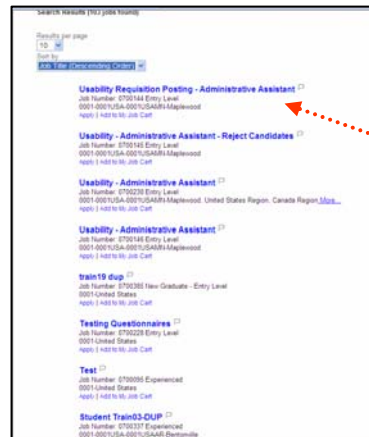 Search Results (103 jobs found)
Results per page
10
Sort by
Job Title (Descending Order)
Usability Requisition Posting - Administrative Assistant
Job Number: 0700144 Entry Level
0001-0001USA-0001USAMN-Maplewood
Apply | Add to My Job Cart
Usability - Administrative Assistant - Reject Candidates
Job Number: 0700145 Entry Level
0001-0001USA-0001USAMN-Maplewood
Apply | Add to My Job Cart
Usability - Administrative Assistant
Job Number: 0700230 Entry Level
0001-0001USA-0001USAMN-Maplewood, United States Region, Canada Region More...
Apply | Add to My Job Cart
Usability - Administrative Assistant
Job Number: 0700146 Entry Level
0001-0001USA-0001USAMN-Maplewood
Apply | Add to My Job Cart
train19 dup
Job Number: 0700385 New Graduate - Entry Level
0001-United States
Apply | Add to My Job Cart
Testing Questionnaires
Job Number: 0700228 Entry Level
0001-United States
Apply | Add to My Job Cart
Test
Job Number: 0700095 Experienced
0001-United States
Apply | Add to My Job Cart
Student Train03-DUP
Job Number: 0700337 Experienced
0001-0001USA-0001USAAR-Bentonville